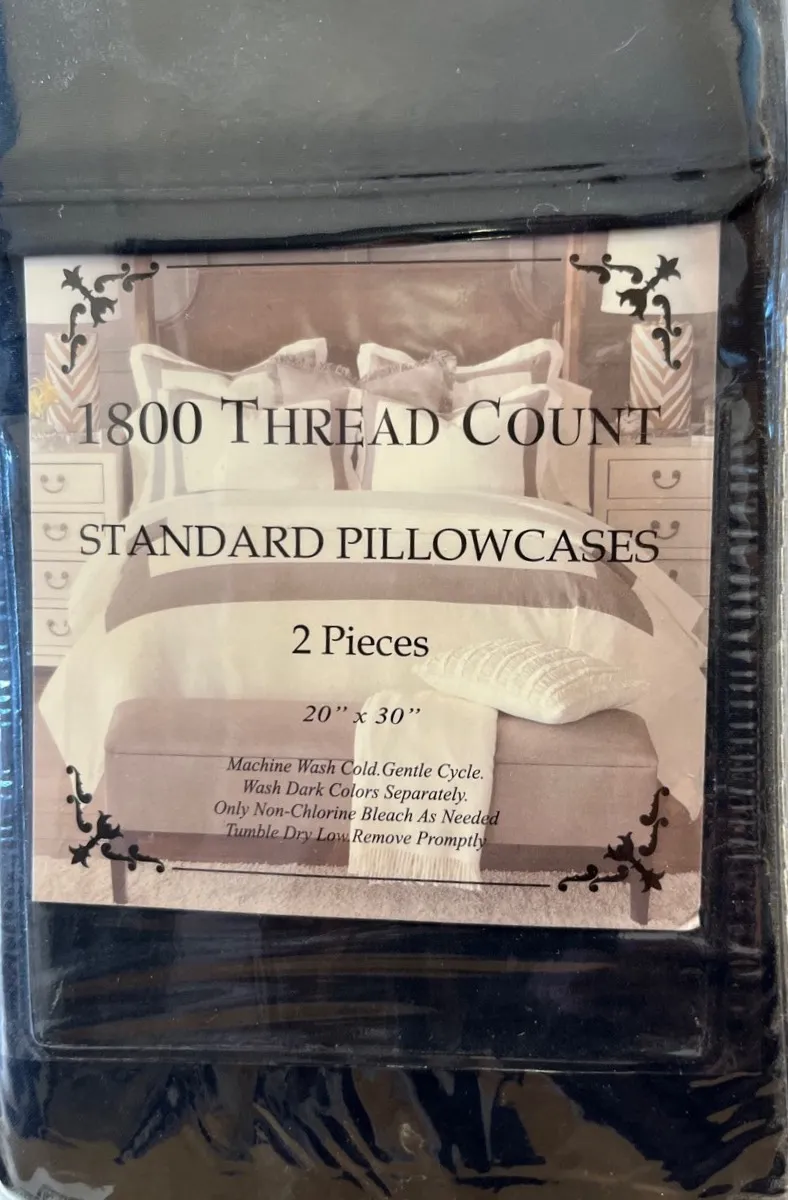 1800 THREAD COUNT
STANDARD PILLOWCASES
2 Pieces
20” x 30”
Machine Wash Cold.Gentle Cycle.
Wash Dark Colors Separately.
Only Non-Chlorine Bleach As Needed
Tumble Dry Low.Remove Promptly